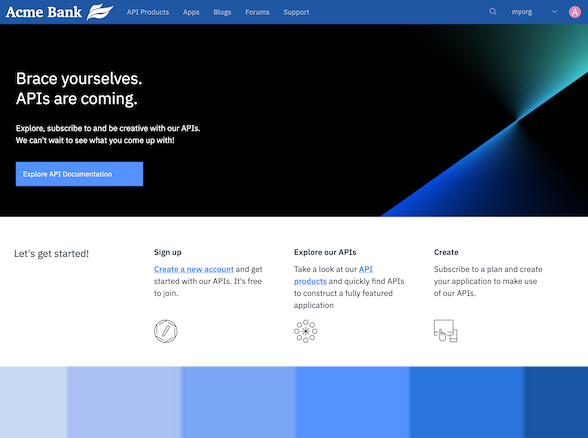 Acme Bank
API Products Apps Blogs Forums Support myorg A
Brace yourselves.
APIs are coming.
Explore, subscribe to and be creative with our APIs.
We can't wait to see what you come up with!
Explore API Documentation
Let's get started!
Sign up
Create a new account and get
started with our APIs. It's free
to join.
Explore our APIs
Take a look at our API
products and quickly find APIs
to construct a fully featured
application
Create
Subscribe to a plan and create
your application to make use
of our APIs.